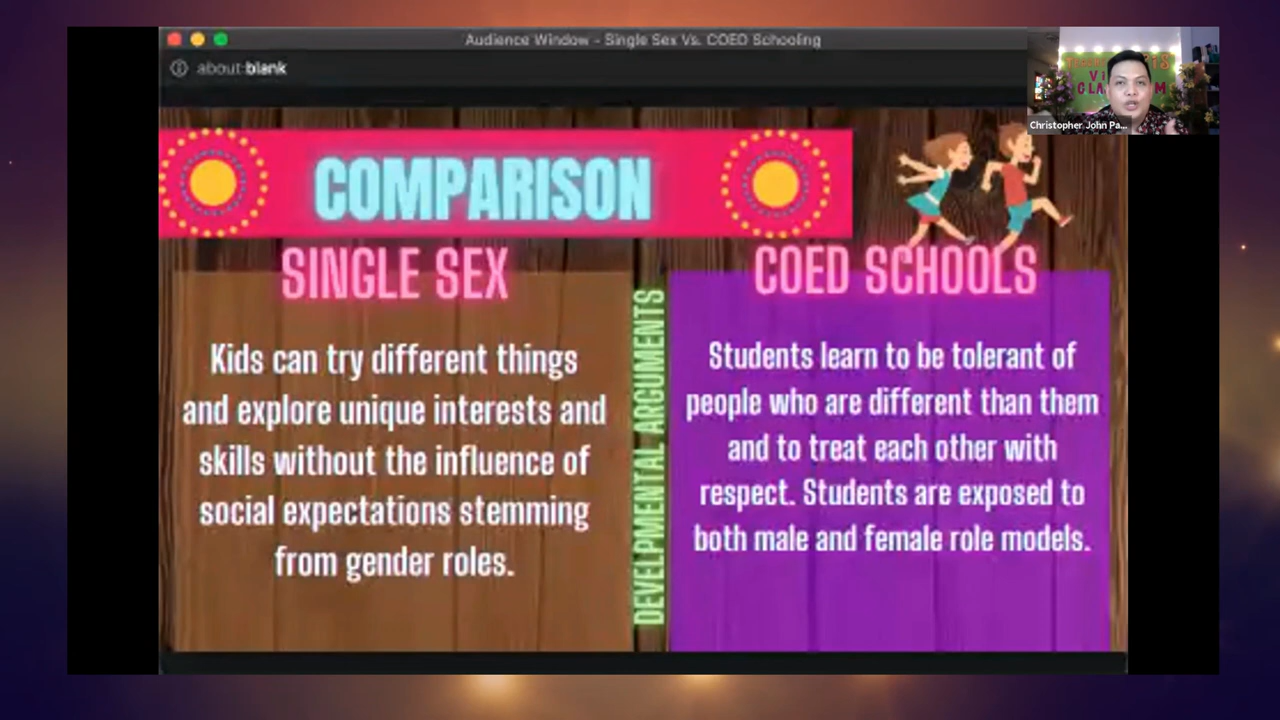 Audience Window - Single Sex Vs. COED Schooling
about:blank
Christopher John Pa...
COMPARISON
SINGLE SEX
Kids can try different things
and explore unique interests and
skills without the influence of
social expectations stemming
from gender roles.
DEVELPMENTAL ARGUMENTS
COED SCHOOLS
Students learn to be tolerant of
people who are different than them
and to treat each other with
respect. Students are exposed to
both male and female role models.